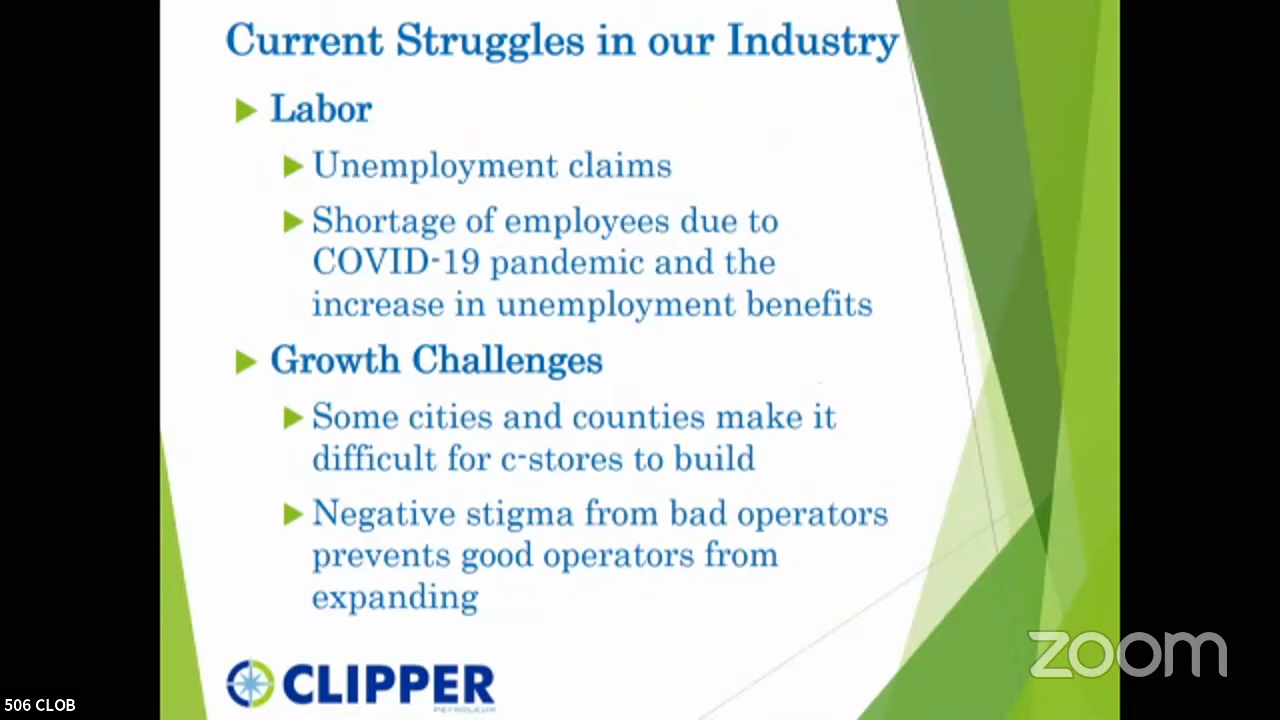 Current Struggles in our Industry
Labor
Unemployment claims
Shortage of employees due to
COVID-19 pandemic and the
increase in unemployment benefits
Growth Challenges
Some cities and counties make it
difficult for c-stores to build
Negative stigma from bad operators
prevents good operators from
expanding
CLIPPER
PETROLEUM
zoom
506 CLOB